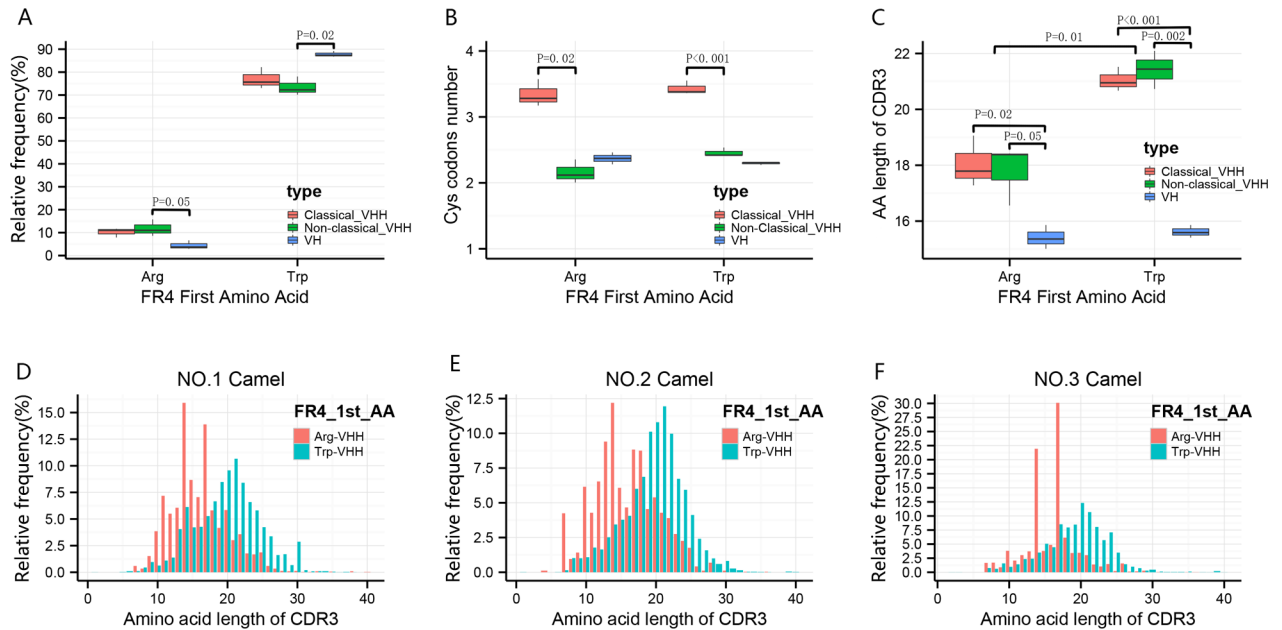 A
Relative frequency(%)
90
80
70
60
50
40
30
20
10
0
P=0.02
P=0.05
type
Classical_VHH
Non-classical_VHH
VH
Arg
Trp
FR4 First Amino Acid
B
Cys codons number
4
3
2
1
P=0.02
P<0.001
type
Classical_VHH
Non-classical_VHH
VH
Arg
Trp
FR4 First Amino Acid
C
AA length of CDR3
22
20
18
16
P<0.001
P=0.01
P=0.002
P=0.02
P=0.05
type
Classical_VHH
Non-classical_VHH
VH
Arg
Trp
FR4 First Amino Acid
D
NO.1 Camel
Relative frequency(%)
15.0
12.5
10.0
7.5
5.0
2.5
0.0
FR4_1st_AA
Arg-VHH
Trp-VHH
0 10 20 30 40
Amino acid length of CDR3
E
NO.2 Camel
Relative frequency(%)
12.5
10.0
7.5
5.0
2.5
0.0
FR4_1st_AA
Arg-VHH
Trp-VHH
0 10 20 30 40
Amino acid length of CDR3
F
NO.3 Camel
Relative frequency(%)
30.0
27.5
25.0
22.5
20.0
17.5
15.0
12.5
10.0
7.5
5.0
2.5
0.0
FR4_1st_AA
Arg-VHH
Trp-VHH
0 10 20 30 40
Amino acid length of CDR3